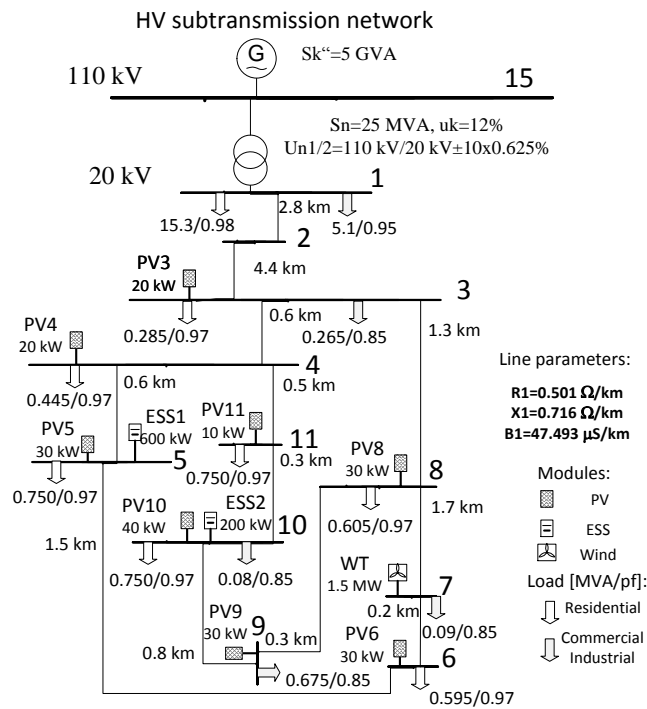 HV subtransmission network
G
Sk“=5 GVA
110 kV
15
Sn=25 MVA, uk=12%
Un1/2=110 kV/20 kV±10x0.625%
20 kV
1
2.8 km
15.3/0.98
5.1/0.95
2
PV3
20 kW
4.4 km
3
0.6 km
0.285/0.97
0.265/0.85
1.3 km
PV4
20 kW
4
0.6 km
0.5 km
Line parameters:
R1=0.501 Ω/km
X1=0.716 Ω/km
B1=47.493 µS/km
0.445/0.97
PV5
30 kW
ESS1
600 kW
PV11
10 kW
11
0.3 km
PV8
30 kW
5
0.750/0.97
0.750/0.97
8
Modules:
PV
ESS
Wind
PV10
40 kW
ESS2
200 kW
10
0.605/0.97
1.7 km
1.5 km
0.750/0.97
0.08/0.85
WT
1.5 MW
7
Load [MVA/pf]:
Residential
Commercial
Industrial
0.2 km
0.09/0.85
PV9
30 kW
9
0.3 km
PV6
30 kW
0.8 km
6
0.675/0.85
0.595/0.97